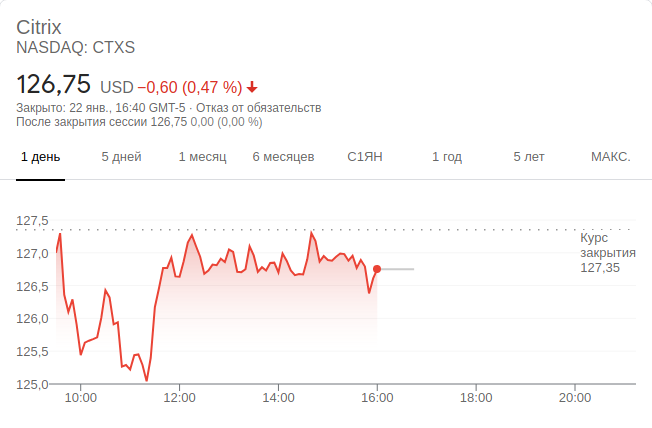 Citrix
NASDAQ: CTXS
126,75 USD −0,60 (0,47 %)
Закрыто: 22 янв., 16:40 GMT-5 · Отказ от обязательств
После закрытия сессии 126,75 0,00 (0,00 %)
1 день 5 дней 1 месяц 6 месяцев С1ЯН 1 год 5 лет МАКС.
127,5
Курс
закрытия
127,35
127,0
126,5
126,0
125,5
125,0
10:00 12:00 14:00 16:00 18:00 20:00